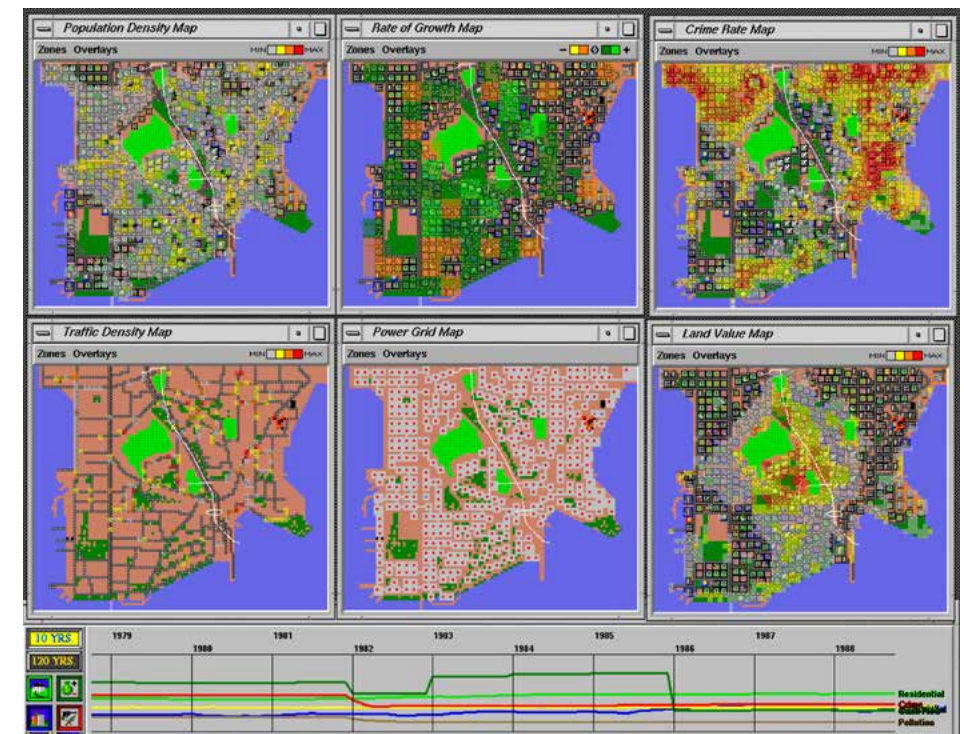 Population Density Map
Zones Overlays MIN MAX
Rate of Growth Map
Zones Overlays - 0 +
Crime Rate Map
Zones Overlays MIN MAX
Traffic Density Map
Zones Overlays MIN MAX
Power Grid Map
Zones Overlays
Land Value Map
Zones Overlays MIN MAX
10 YRS.
120 YRS.
1979 1981 1983 1985 1987
1980 1982 1984 1986 1988
Residential
Crime
Pollution